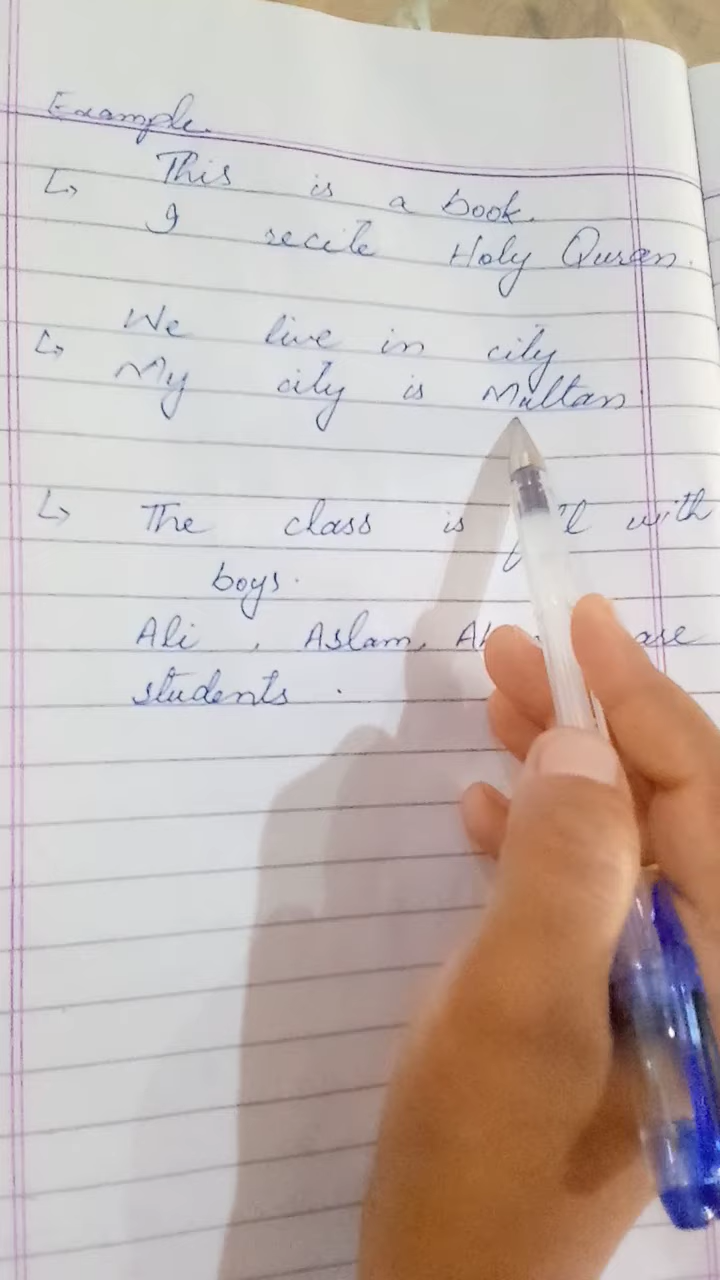 Example.
↳ This is a book.
I recite Holy Quran.
↳ We live in city
My city is Multan
↳ The class is with
boys.
Ali , Aslam, are
students .